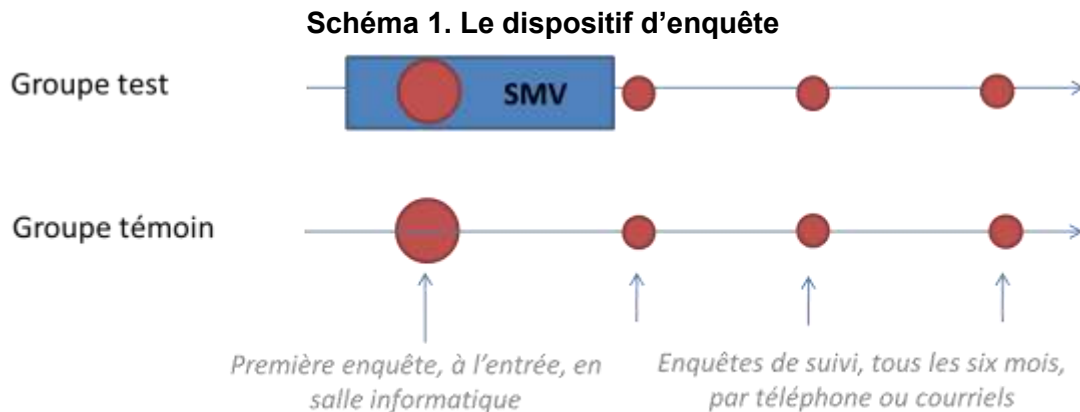 Schéma 1. Le dispositif d’enquête
Groupe test
SMV
Groupe témoin
Première enquête, à l’entrée, en
salle informatique
Enquêtes de suivi, tous les six mois,
par téléphone ou courriels